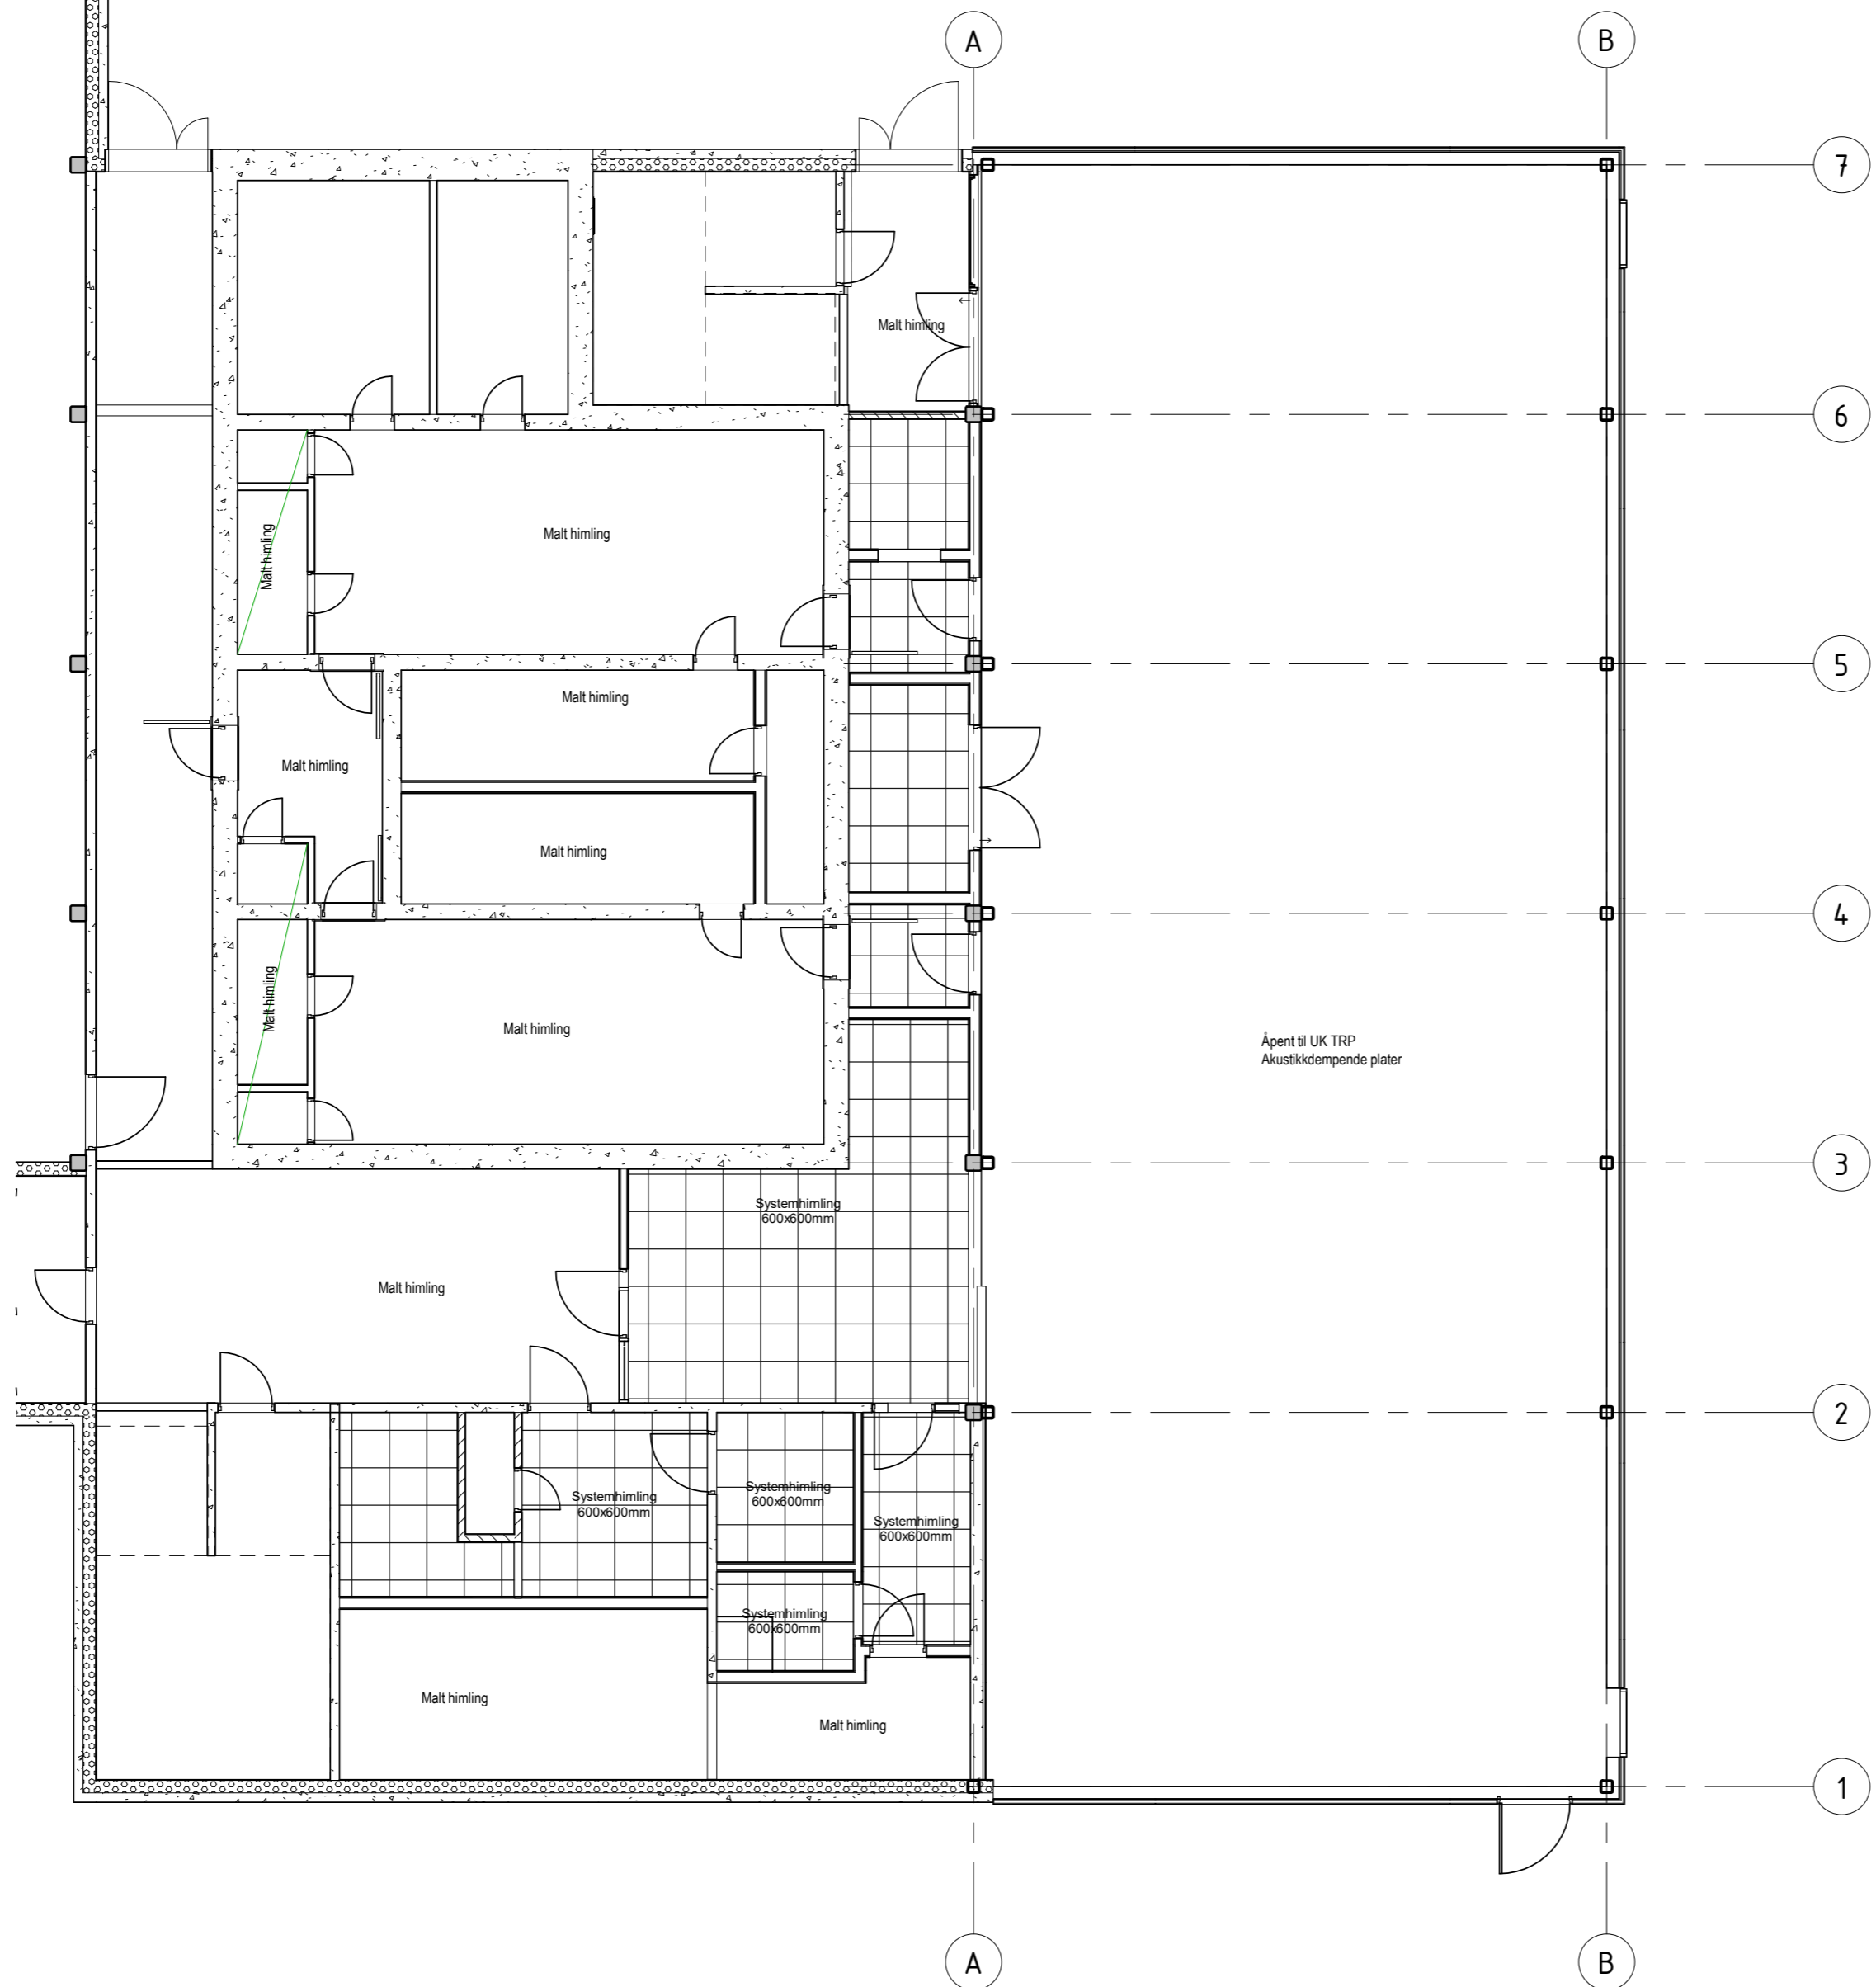 A
B
7
Malt himling
6
Malt himling
Malt himling
5
Malt himling
Malt himling
Malt himling
4
Malt himling
Malt himling
Åpent til UK TRP
Akustikkdempende plater
3
Systemhimling
600x600mm
Malt himling
2
Systemhimling
600x600mm
Systemhimling
600x600mm
Systemhimling
600x600mm
Systemhimling
600x600mm
Malt himling
Malt himling
1
A
B